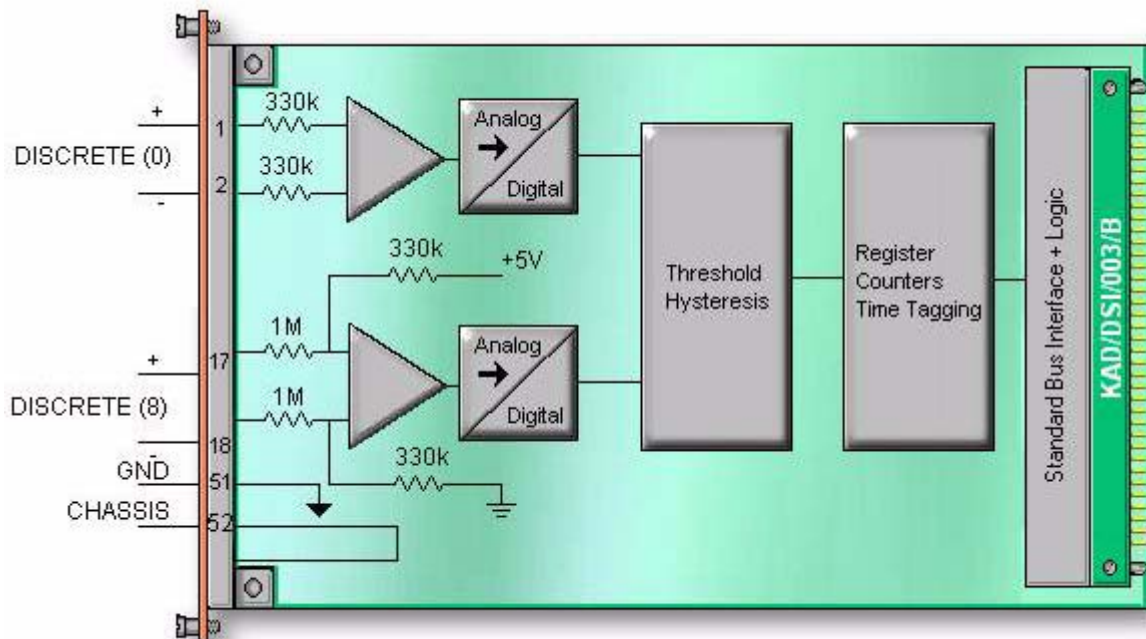 +
DISCRETE (0)
-
1
2
330k
330k
Analog
Digital
330k
+5V
+
DISCRETE (8)
-
GND
CHASSIS
17
18
51
52
1M
1M
330k
Analog
Digital
Threshold
Hysteresis
Register
Counters
Time Tagging
Standard Bus Interface + Logic
KAD/DSI/003/B